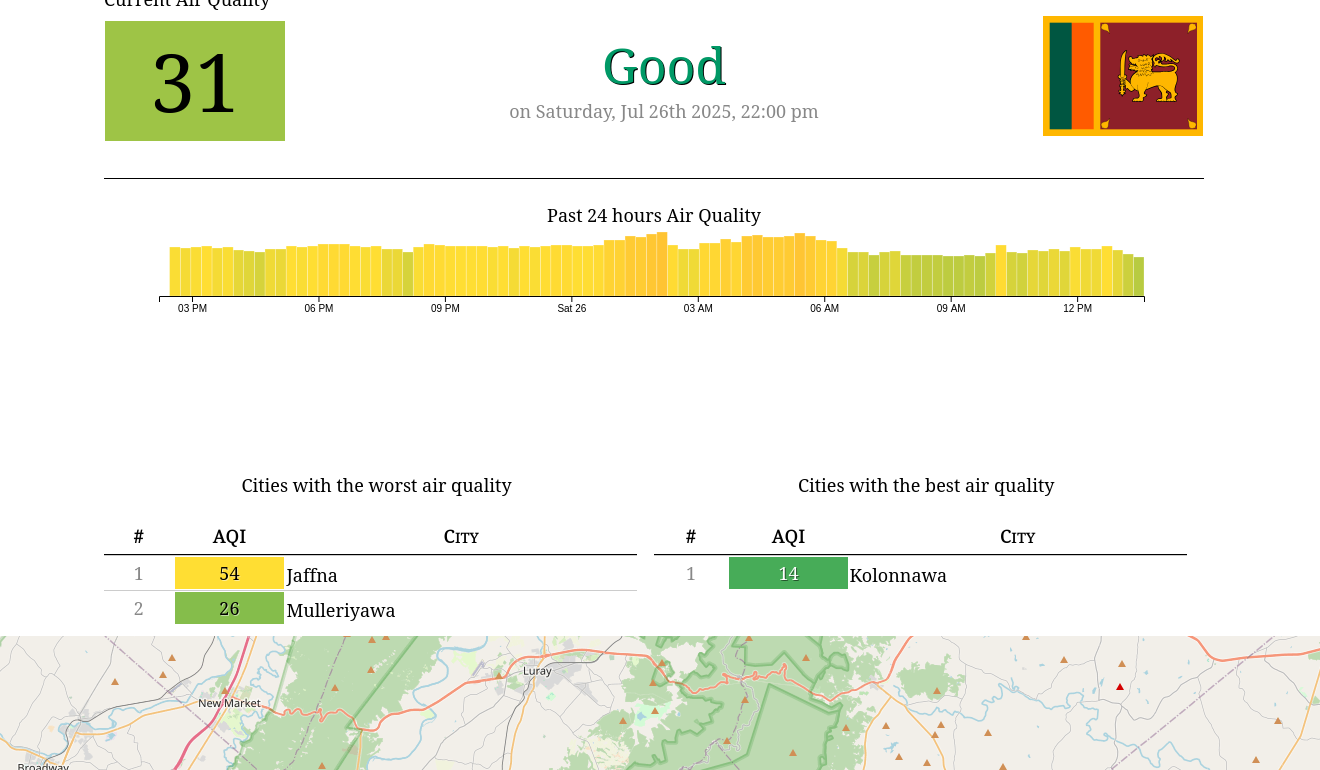 Current Air Quality
31
Good
on Saturday, Jul 26th 2025, 22:00 pm
Past 24 hours Air Quality
03 PM 06 PM 09 PM Sat 26 03 AM 06 AM 09 AM 12 PM
Cities with the worst air quality
# AQI City
1 54 Jaffna
2 26 Mulleriyawa
Cities with the best air quality
# AQI City
1 14 Kolonnawa
Luray
New Market
Broadway